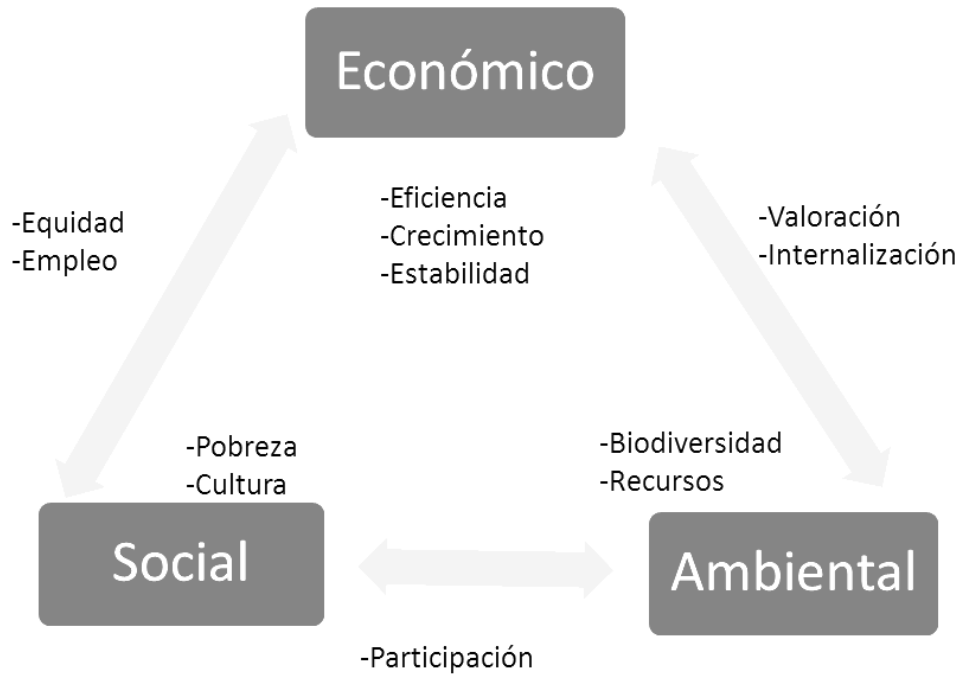 Económico
-Equidad
-Empleo
-Eficiencia
-Crecimiento
-Estabilidad
-Valoración
-Internalización
-Pobreza
-Cultura
-Biodiversidad
-Recursos
Social
Ambiental
-Participación